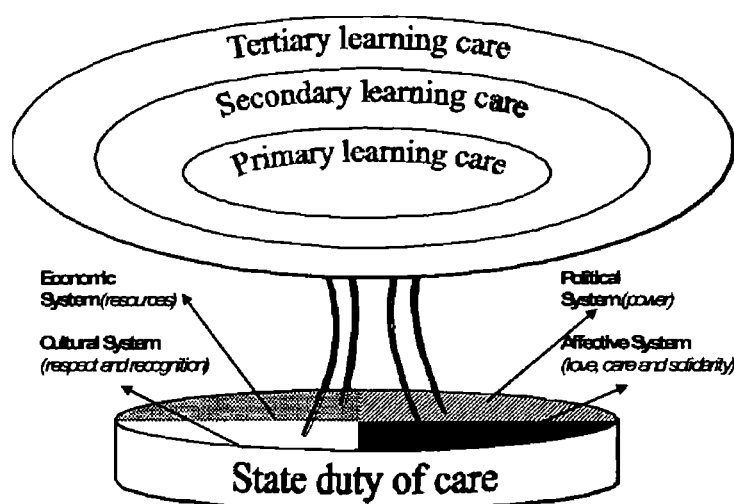 Tertiary learning care
Secondary learning care
Primary learning care
Economic
System (resources)
Political
System (power)
Cultural System
(respect and recognition)
Affective System
(love, care and solidarity)
State duty of care